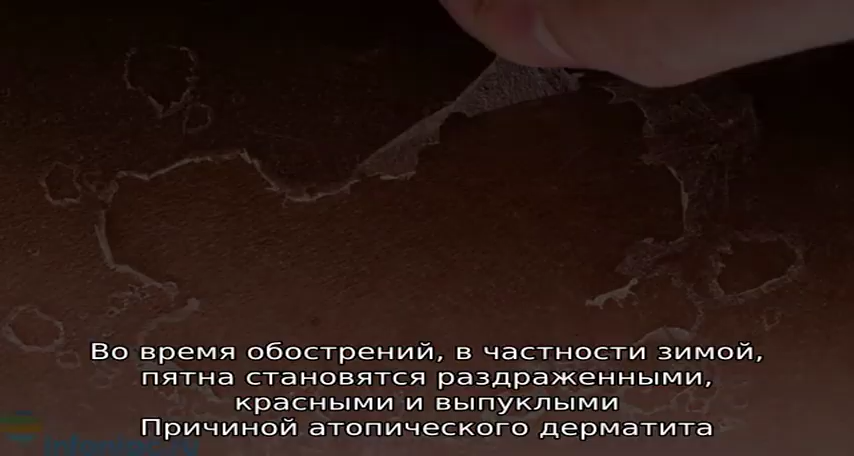 Во время обострений, в частности зимой,
пятна становятся раздраженными,
красными и выпуклыми
Причиной атопического дерматита